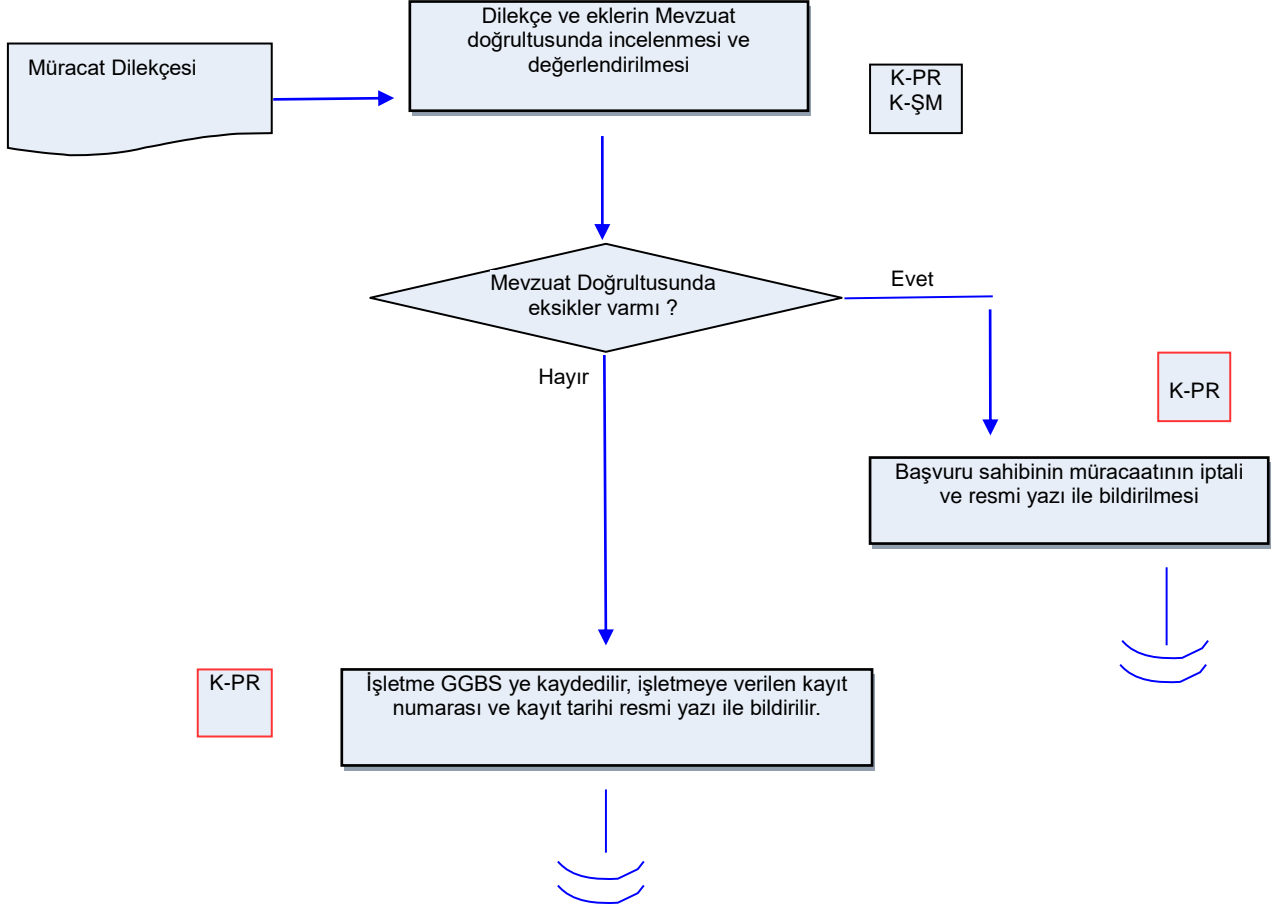 Dilekçe ve eklerin Mevzuat
doğrultusunda incelenmesi ve
değerlendirilmesi
Müracat Dilekçesi
K-PR
K-ŞM
Mevzuat Doğrultusunda
eksikler varmı ?
Evet
Hayır
K-PR
Başvuru sahibinin müracaatının iptali
ve resmi yazı ile bildirilmesi
K-PR
İşletme GGBS ye kaydedilir, işletmeye verilen kayıt
numarası ve kayıt tarihi resmi yazı ile bildirilir.